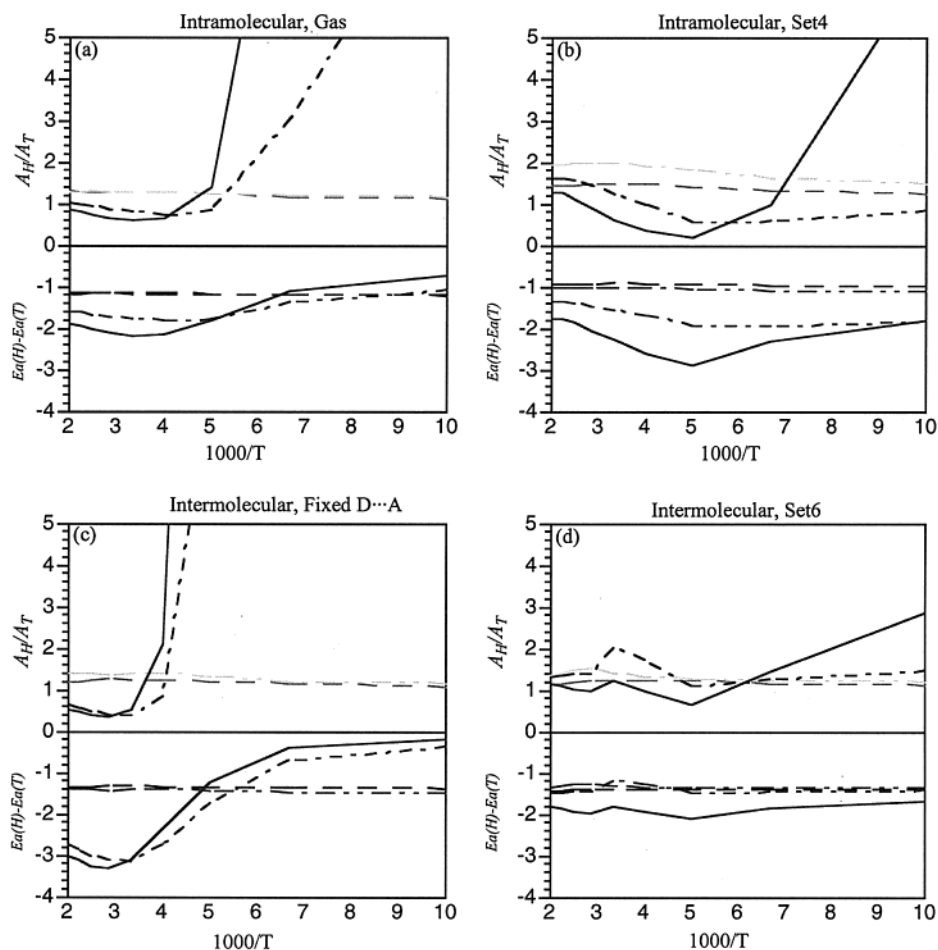 Intramolecular, Gas
(a)
5
4
3
2
1
0
-1
-2
-3
-4
A_H/A_T
Ea(H)-Ea(T)
2 3 4 5 6 7 8 9 10
1000/T
Intramolecular, Set4
(b)
5
4
3
2
1
0
-1
-2
-3
-4
A_H/A_T
Ea(H)-Ea(T)
2 3 4 5 6 7 8 9 10
1000/T
Intermolecular, Fixed D···A
(c)
5
4
3
2
1
0
-1
-2
-3
-4
A_H/A_T
Ea(H)-Ea(T)
2 3 4 5 6 7 8 9 10
1000/T
Intermolecular, Set6
(d)
5
4
3
2
1
0
-1
-2
-3
-4
A_H/A_T
Ea(H)-Ea(T)
2 3 4 5 6 7 8 9 10
1000/T